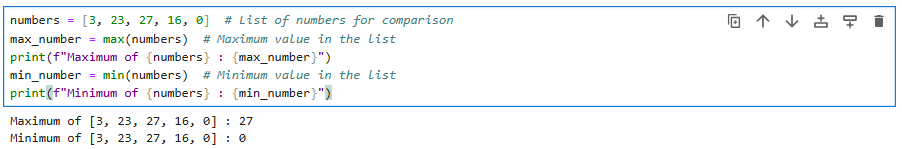 numbers = [3, 23, 27, 16, 0]  # List of numbers for comparison
max_number = max(numbers)  # Maximum value in the list
print(f"Maximum of {numbers} : {max_number}")
min_number = min(numbers)  # Minimum value in the list
print(f"Minimum of {numbers} : {min_number}")
Maximum of [3, 23, 27, 16, 0] : 27
Minimum of [3, 23, 27, 16, 0] : 0